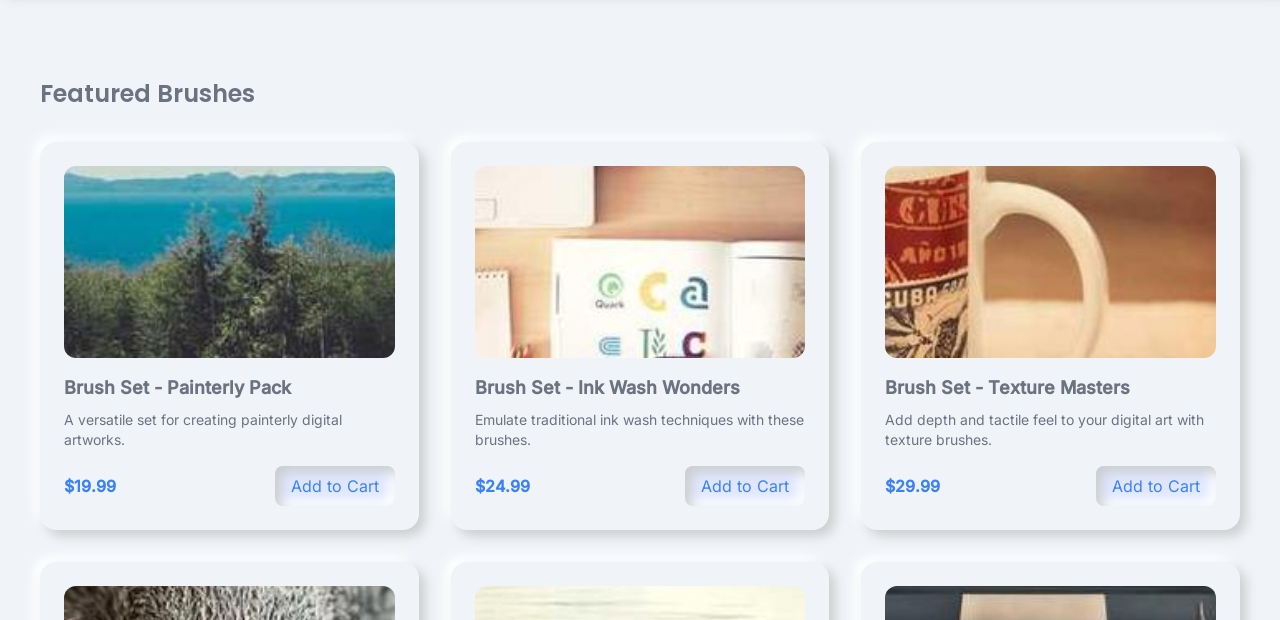 Featured Brushes
Quark
C
a
C
CUBA
Brush Set - Painterly Pack
A versatile set for creating painterly digital
artworks.
$19.99
Add to Cart
Brush Set - Ink Wash Wonders
Emulate traditional ink wash techniques with these
brushes.
$24.99
Add to Cart
Brush Set - Texture Masters
Add depth and tactile feel to your digital art with
texture brushes.
$29.99
Add to Cart